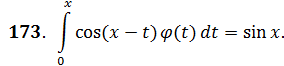 173. ∫₀ˣ cos(x − t) φ(t) dt = sin x.